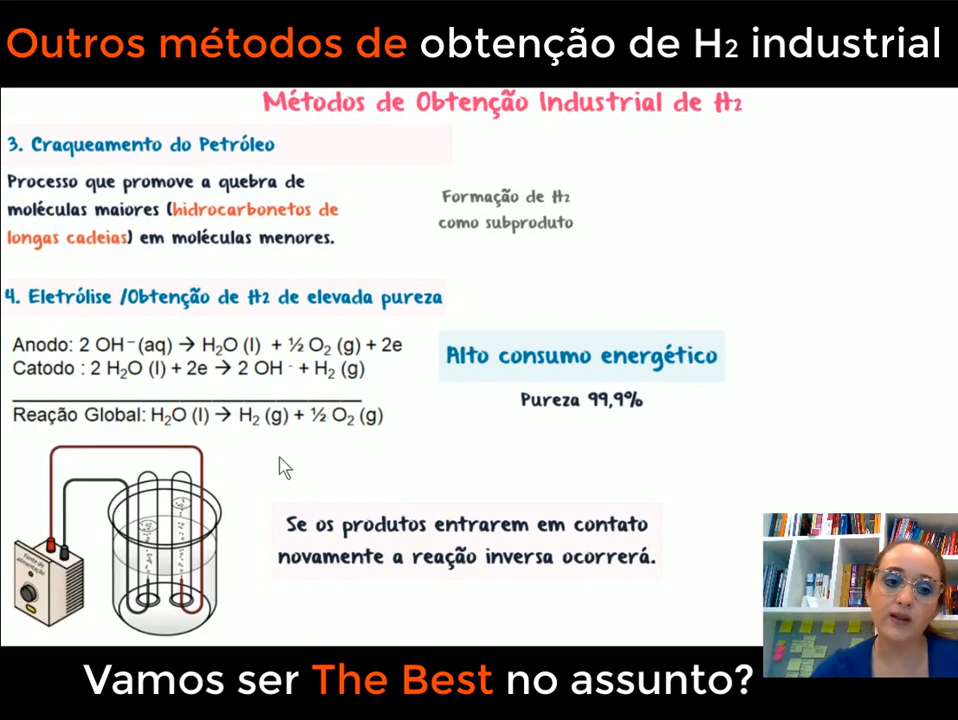 Outros métodos de obtenção de H₂ industrial
Métodos de Obtenção Industrial de H₂
3. Craqueamento do Petróleo
Processo que promove a quebra de
moléculas maiores (hidrocarbonetos de
longas cadeias) em moléculas menores.
Formação de H₂
como subproduto
4. Eletrólise /Obtenção de H₂ de elevada pureza
Anodo: 2 OH⁻(aq) → H₂O (l) + ½ O₂ (g) + 2e
Catodo : 2 H₂O (l) + 2e → 2 OH ⁻ + H₂ (g)
Reação Global: H₂O (l) → H₂ (g) + ½ O₂ (g)
Alto consumo energético
Pureza 99,9%
Fonte de
alimentação
Se os produtos entrarem em contato
novamente a reação inversa ocorrerá.
Vamos ser The Best no assunto?